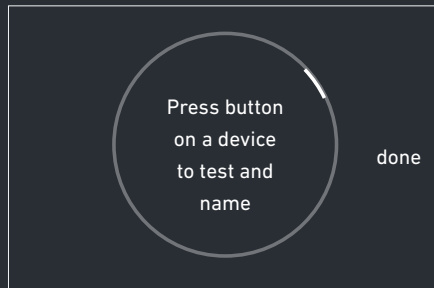 Press button
on a device
to test and
name
done